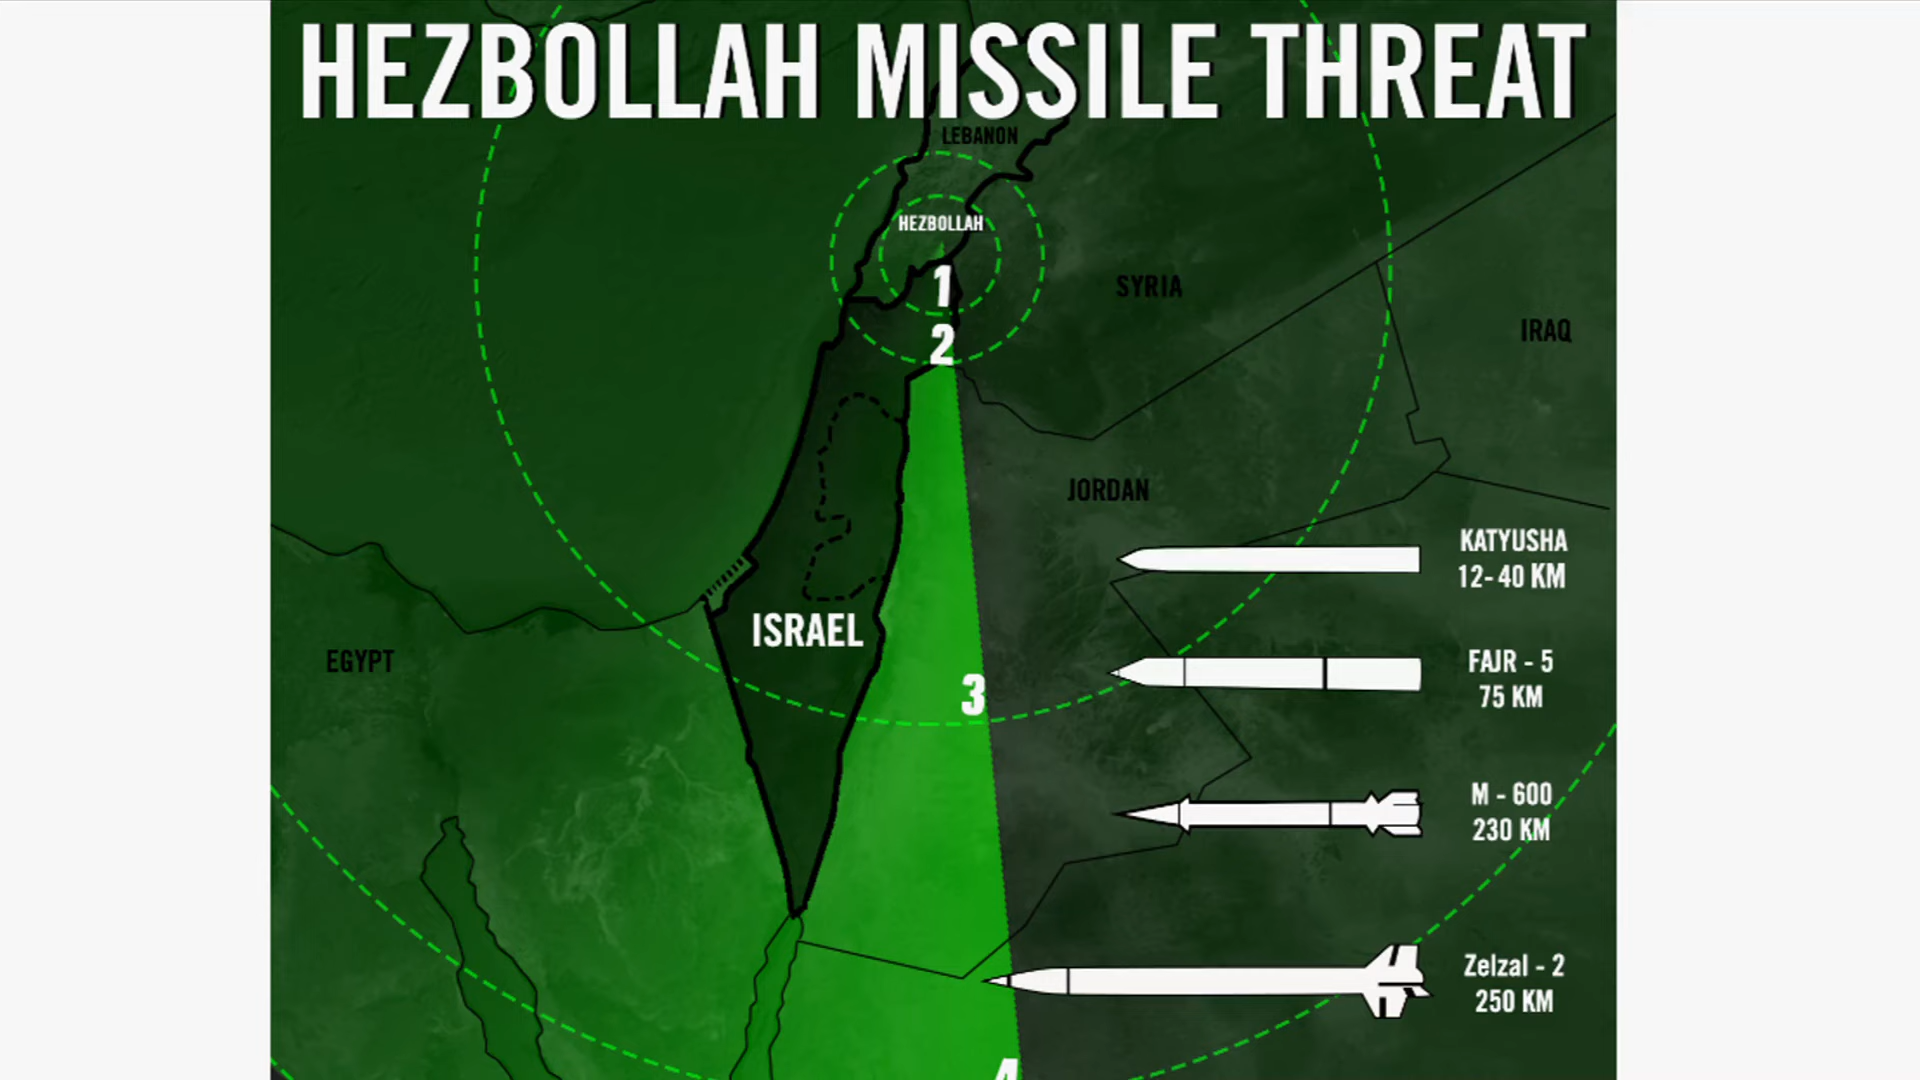 HEZBOLLAH MISSILE THREAT
LEBANON
HEZBOLLAH
1
SYRIA
IRAQ
2
JORDAN
KATYUSHA
12-40 KM
ISRAEL
EGYPT
FAJR - 5
75 KM
3
M - 600
230 KM
Zelzal - 2
250 KM
4